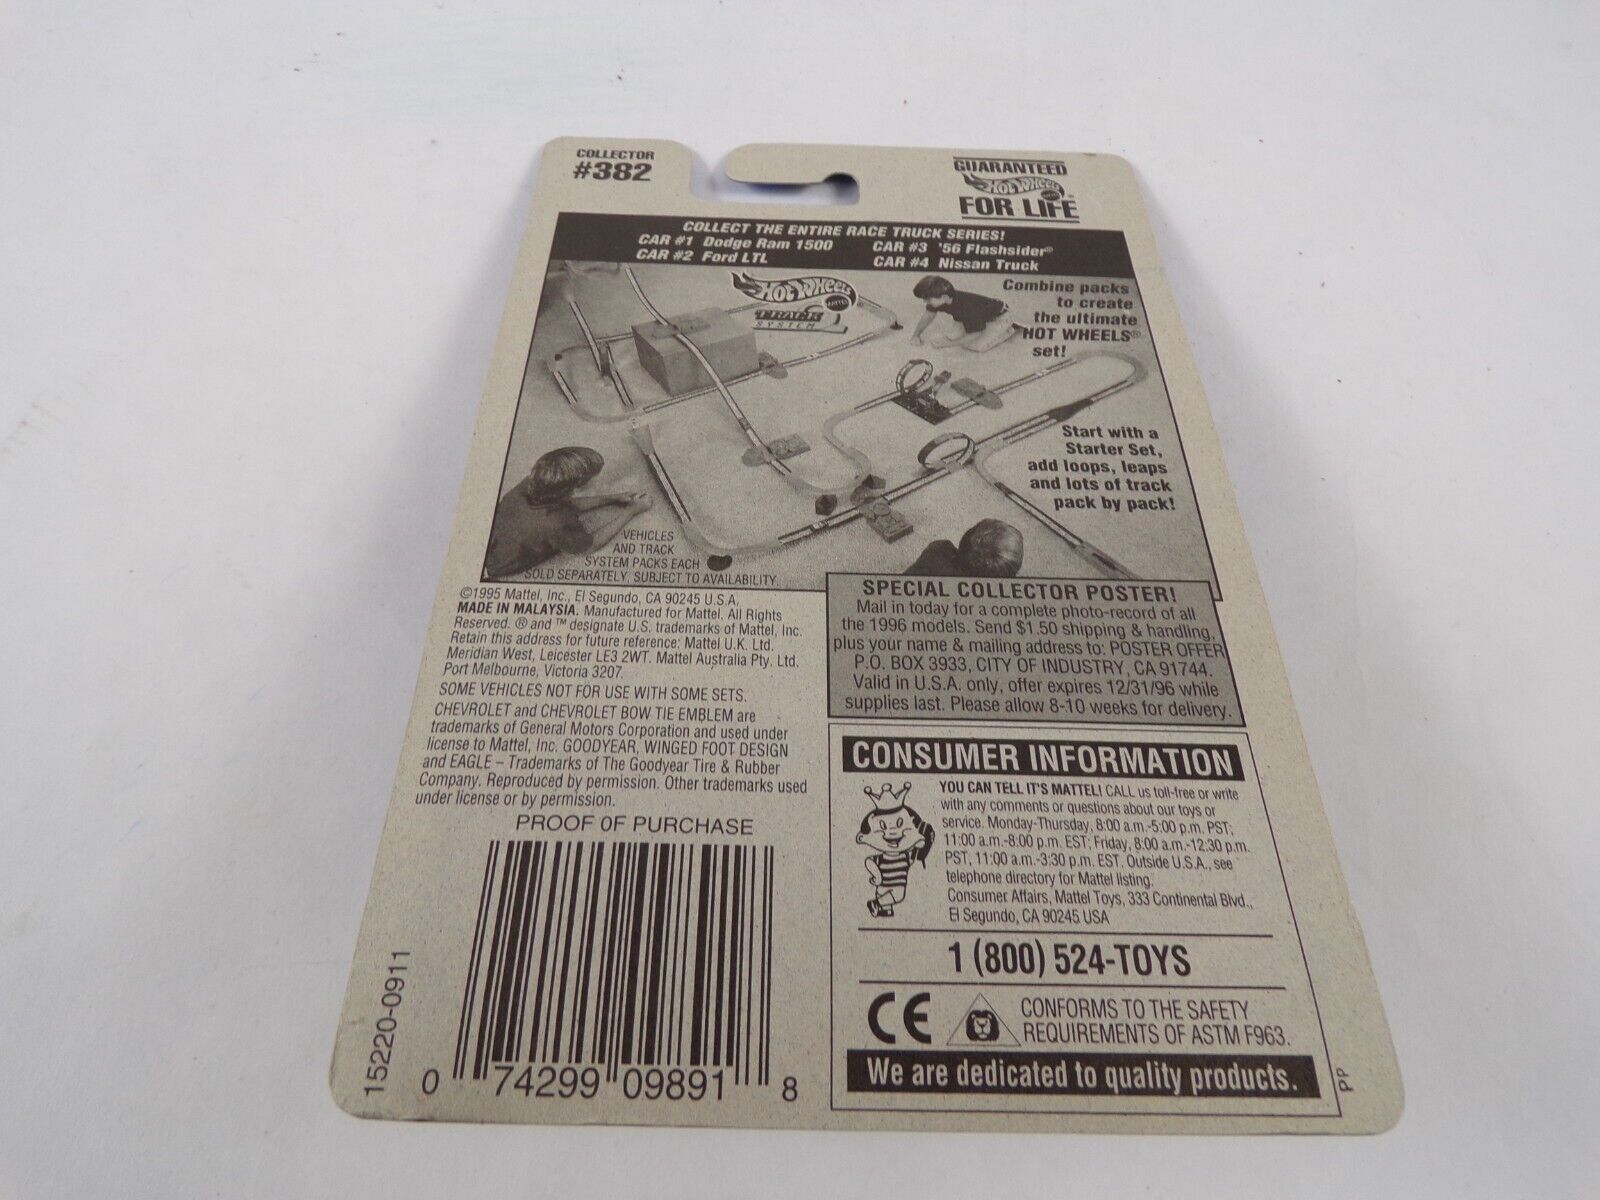 COLLECTOR
#382
GUARANTEED
HOT WHEELS
MATTEL
FOR LIFE
COLLECT THE ENTIRE RACE TRUCK SERIES!
CAR #1 Dodge Ram 1500
CAR #2 Ford LTL
CAR #3 '56 Flashsider®
CAR #4 Nissan Truck
HOT WHEELS®
MATTEL
TRACK
SYSTEM
Combine packs
to create
the ultimate
HOT WHEELS®
set!
Start with a
Starter Set,
add loops, leaps
and lots of track
pack by pack!
VEHICLES
AND TRACK
SYSTEM PACKS EACH
SOLD SEPARATELY, SUBJECT TO AVAILABILITY.
©1995 Mattel, Inc., El Segundo, CA 90245 U.S.A.
MADE IN MALAYSIA. Manufactured for Mattel. All Rights
Reserved. ® and ™ designate U.S. trademarks of Mattel, Inc.
Retain this address for future reference: Mattel U.K. Ltd.
Meridian West, Leicester LE3 2WT. Mattel Australia Pty. Ltd.
Port Melbourne, Victoria 3207.
SOME VEHICLES NOT FOR USE WITH SOME SETS.
CHEVROLET and CHEVROLET BOW TIE EMBLEM are
trademarks of General Motors Corporation and used under
license to Mattel, Inc. GOODYEAR, WINGED FOOT DESIGN
and EAGLE – Trademarks of The Goodyear Tire & Rubber
Company. Reproduced by permission. Other trademarks used
under license or by permission.
PROOF OF PURCHASE
0 74299 09891 8
15220-0911
SPECIAL COLLECTOR POSTER!
Mail in today for a complete photo-record of all
the 1996 models. Send $1.50 shipping & handling,
plus your name & mailing address to: POSTER OFFER
P.O. BOX 3933, CITY OF INDUSTRY, CA 91744.
Valid in U.S.A. only, offer expires 12/31/96 while
supplies last. Please allow 8-10 weeks for delivery.
CONSUMER INFORMATION
YOU CAN TELL IT'S MATTEL! CALL us toll-free or write
with any comments or questions about our toys or
service. Monday-Thursday, 8:00 a.m.-5:00 p.m. PST;
11:00 a.m.-8:00 p.m. EST; Friday, 8:00 a.m.-12:30 p.m.
PST, 11:00 a.m.-3:30 p.m. EST. Outside U.S.A., see
telephone directory for Mattel listing.
Consumer Affairs, Mattel Toys, 333 Continental Blvd.,
El Segundo, CA 90245 USA
1 (800) 524-TOYS
CE
CONFORMS TO THE SAFETY
REQUIREMENTS OF ASTM F963.
We are dedicated to quality products.
PP